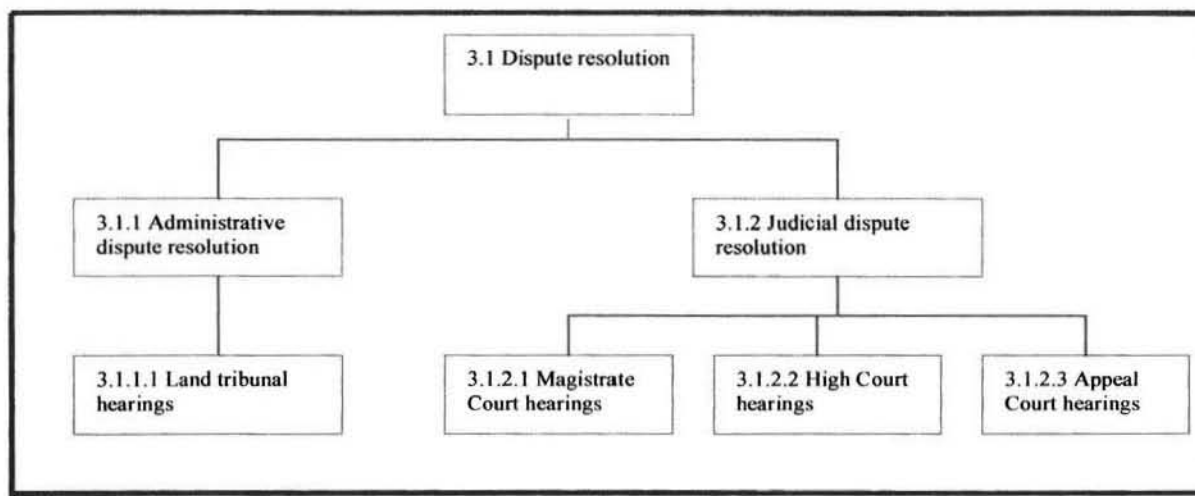 3.1 Dispute resolution
3.1.1 Administrative
dispute resolution
3.1.2 Judicial dispute
resolution
3.1.1.1 Land tribunal
hearings
3.1.2.1 Magistrate
Court hearings
3.1.2.2 High Court
hearings
3.1.2.3 Appeal
Court hearings